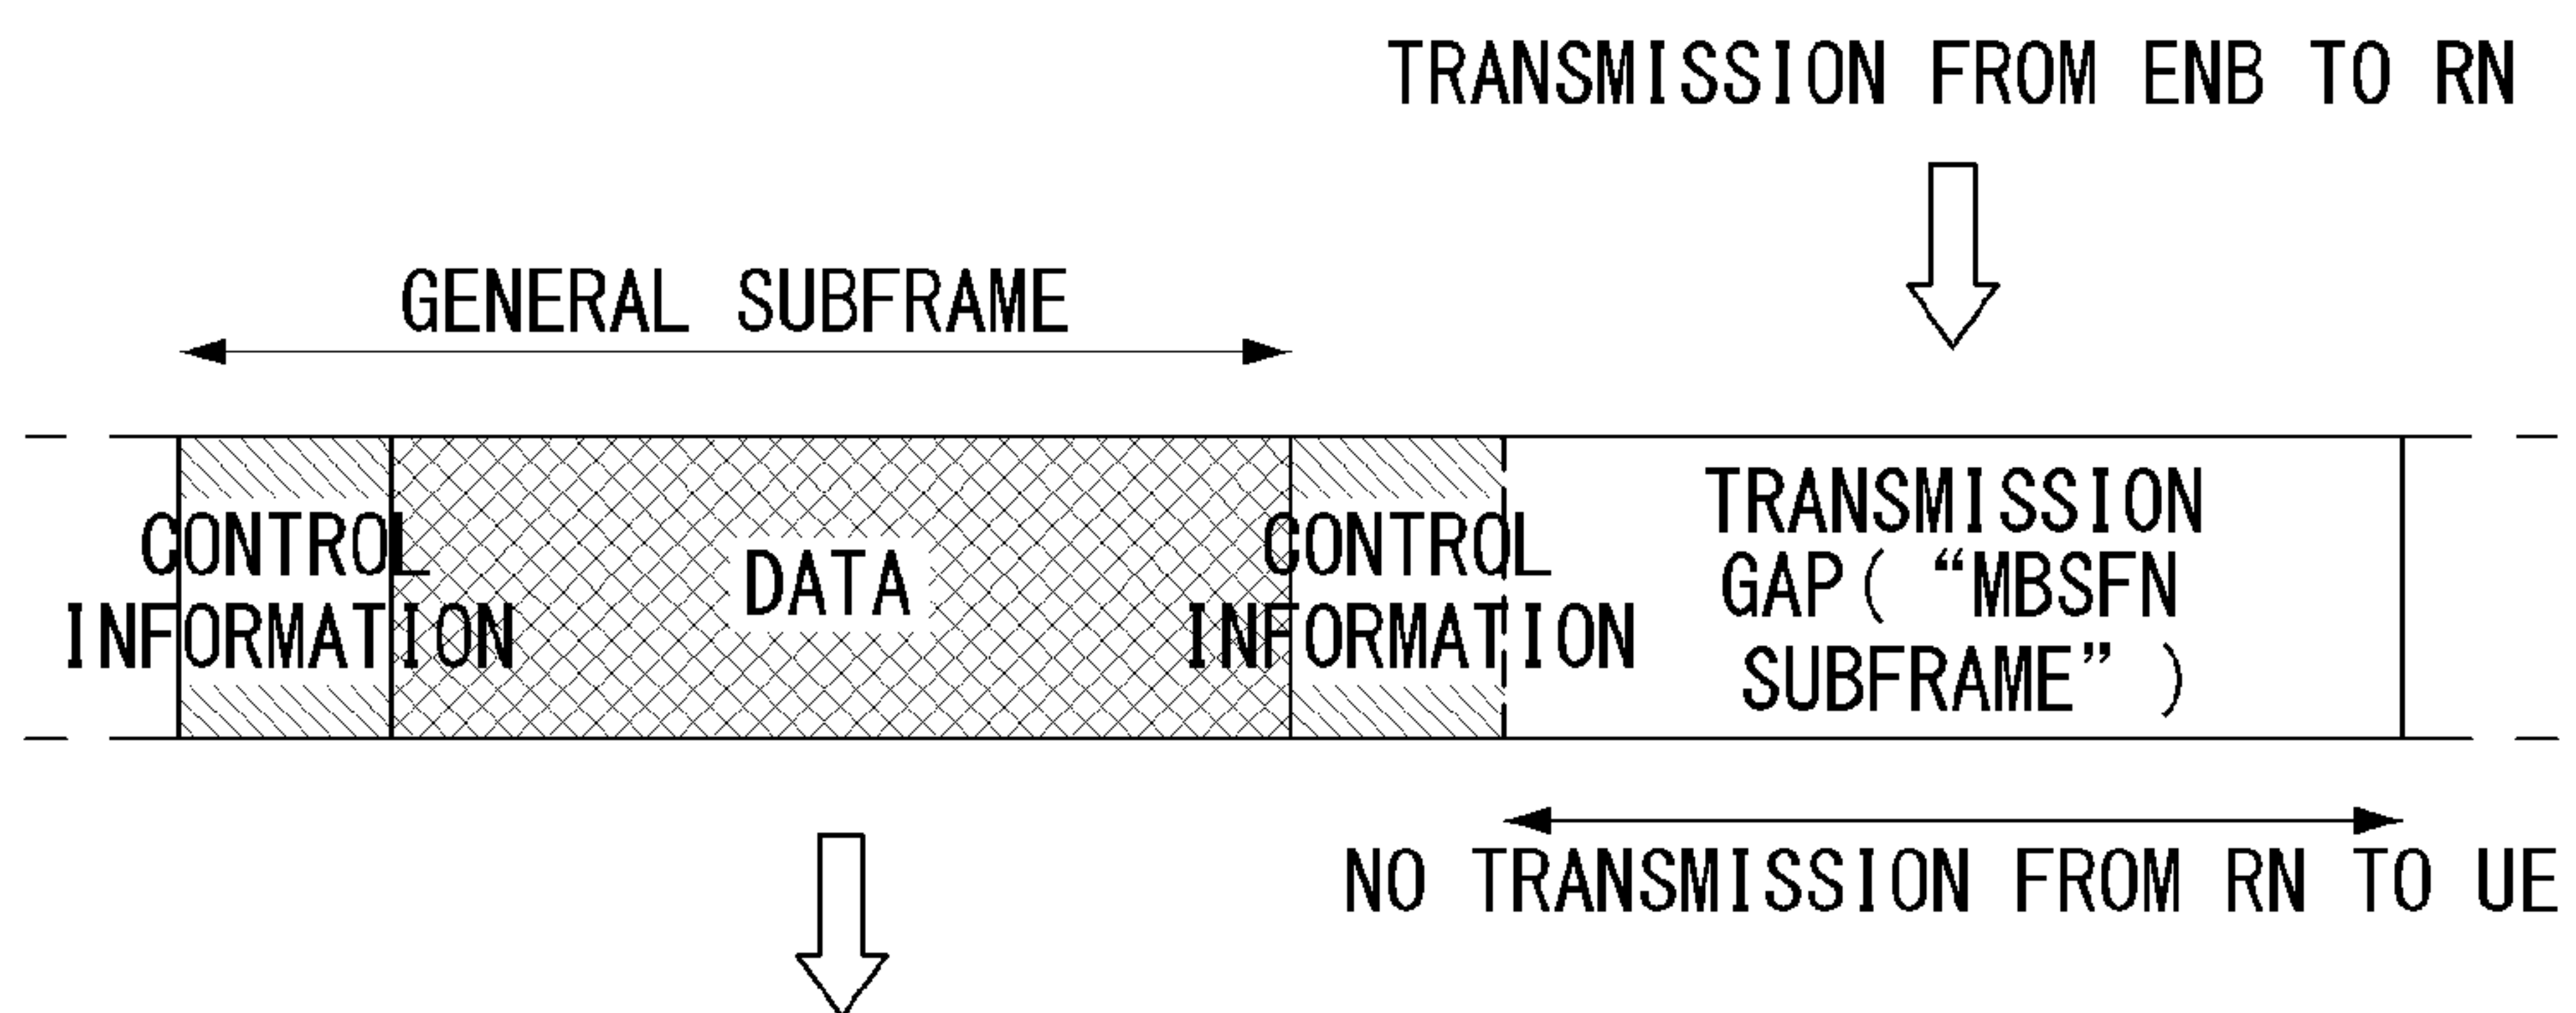 TRANSMISSION FROM ENB TO RN
GENERAL SUBFRAME
CONTROL
INFORMATION
DATA
CONTROL
INFORMATION
TRANSMISSION
GAP( “MBSFN
SUBFRAME” )
NO TRANSMISSION FROM RN TO UE